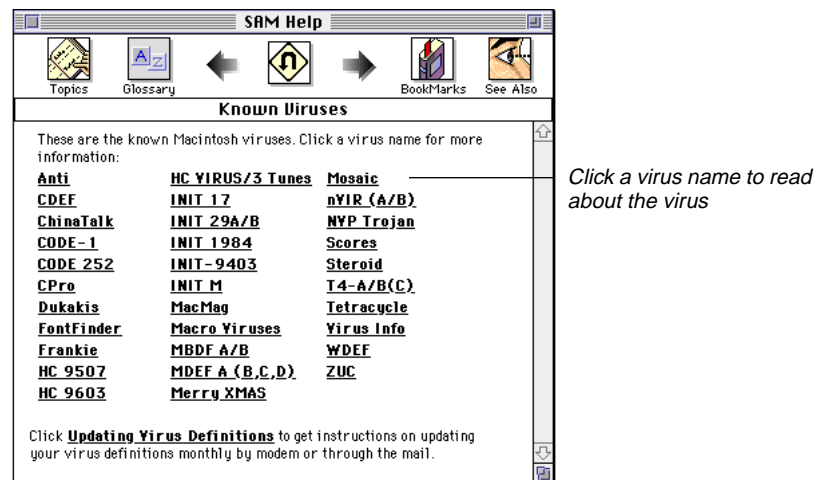 SAM Help
Topics
Glossary
BookMarks
See Also
Known Viruses
These are the known Macintosh viruses. Click a virus name for more
information:
Anti HC VIRUS/3 Tunes Mosaic
CDEF INIT 17 nVIR (A/B)
ChinaTalk INIT 29A/B NVP Trojan
CODE-1 INIT 1984 Scores
CODE 252 INIT-9403 Steroid
CPro INIT M T4-A/B(C)
Dukakis MacMag Tetracycle
FontFinder Macro Viruses Virus Info
Frankie MBDF A/B WDEF
HC 9507 MDEF A (B,C,D) ZUC
HC 9603 Merry XMAS
Click Updating Virus Definitions to get instructions on updating
your virus definitions monthly by modem or through the mail.
Click a virus name to read
about the virus